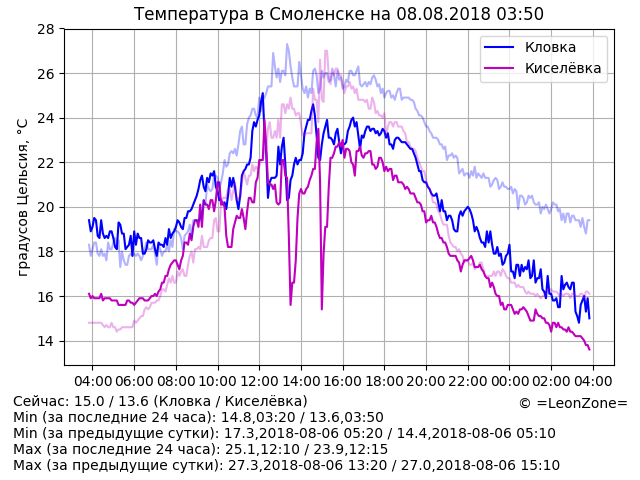 Температура в Смоленске на 08.08.2018 03:50
градусов Цельсия, °C
28
26
24
22
20
18
16
14
Кловка
Киселёвка
04:00 06:00 08:00 10:00 12:00 14:00 16:00 18:00 20:00 22:00 00:00 02:00 04:00
Сейчас: 15.0 / 13.6 (Кловка / Киселёвка)
© =LeonZone=
Min (за последние 24 часа): 14.8,03:20 / 13.6,03:50
Min (за предыдущие сутки): 17.3,2018-08-06 05:20 / 14.4,2018-08-06 05:10
Max (за последние 24 часа): 25.1,12:10 / 23.9,12:15
Max (за предыдущие сутки): 27.3,2018-08-06 13:20 / 27.0,2018-08-06 15:10